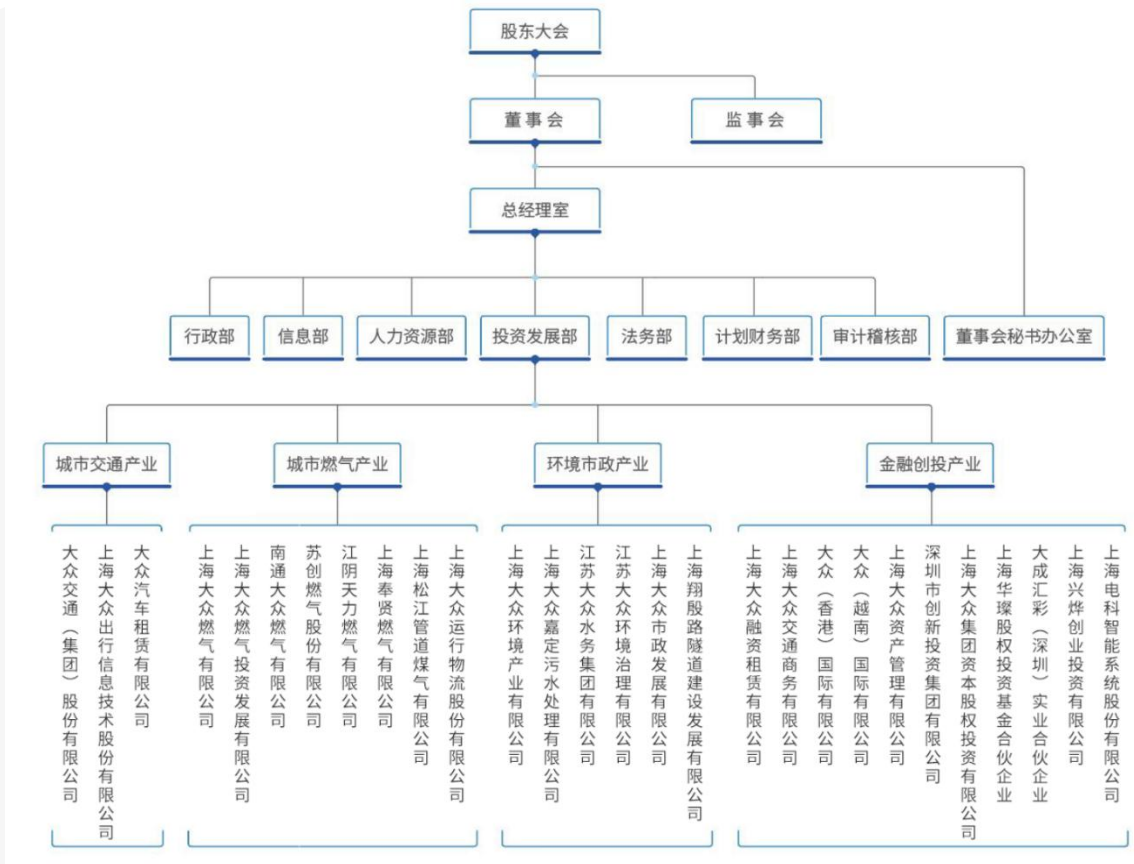 股东大会
董事会
监事会
总经理室
行政部
信息部
人力资源部
投资发展部
法务部
计划财务部
审计稽核部
董事会秘书办公室
城市交通产业
城市燃气产业
环境市政产业
金融创投产业
大众交通（集团）股份有限公司
上海大众出行信息技术股份有限公司
大众汽车租赁有限公司
上海大众燃气有限公司
上海大众燃气投资发展有限公司
南通大众燃气有限公司
苏创燃气股份有限公司
江阴天力燃气有限公司
上海奉贤燃气有限公司
上海松江管道煤气有限公司
上海大众运行物流股份有限公司
上海大众环境产业有限公司
上海大众嘉定污水处理有限公司
江苏大众水务集团有限公司
江苏大众环境治理有限公司
上海大众市政发展有限公司
上海翔殷路隧道建设发展有限公司
上海大众融资租赁有限公司
上海大众交通商务有限公司
大众（香港）国际有限公司
大众（越南）国际有限公司
上海大众资产管理有限公司
深圳市创新投资集团有限公司
上海大众集团资本股权投资有限公司
上海华璨股权投资基金合伙企业
大成汇彩（深圳）实业合伙企业
上海兴烨创业投资有限公司
上海电科智能系统股份有限公司